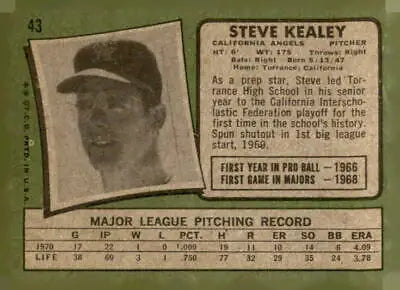 43
STEVE KEALEY
CALIFORNIA ANGELS PITCHER
HT: 6' WT: 175 Throws: Right
Bats: Right Born 5/13/47
Home: Torrance, California
As a prep star, Steve led Tor-
rance High School in his senior
year to the California Interscho-
lastic Federation playoff for
the first time in the school's history.
Spun shutout in 1st big league
start, 1969.
FIRST YEAR IN PRO BALL — 1966
FIRST GAME IN MAJORS — 1968
T.C.G. PRTD. IN U.S.A.
MAJOR LEAGUE PITCHING RECORD
G IP W L PCT. H R ER SO BB ERA
1970 17 22 1 0 1.000 19 11 10 14 6 4.09
LIFE 38 69 3 1 .750 77 32 29 35 24 3.78